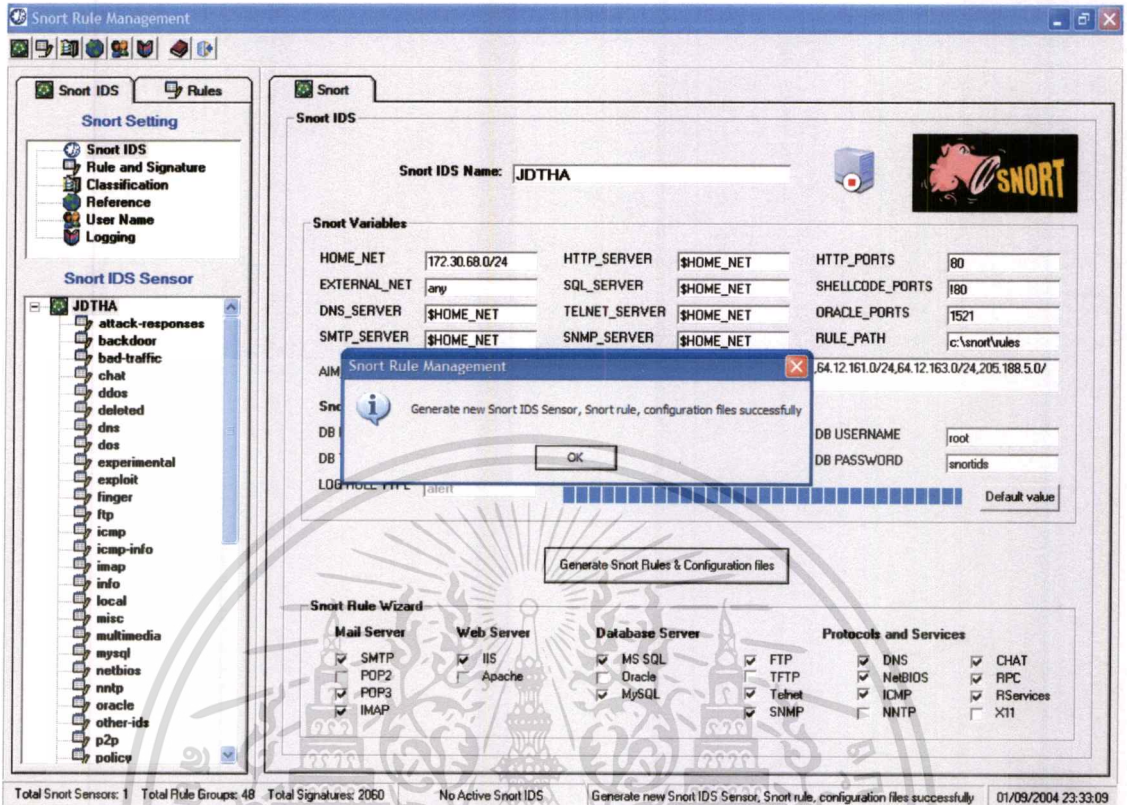 Snort Rule Management
Snort IDS
Rules
Snort Setting
Snort IDS
Rule and Signature
Classification
Reference
User Name
Logging
Snort IDS Sensor
JDTHA
attack-responses
backdoor
bad-traffic
chat
ddos
deleted
dns
dos
experimental
exploit
finger
ftp
icmp
icmp-info
imap
info
local
misc
multimedia
mysql
netbios
nntp
oracle
other-ids
p2p
policy
Snort
Snort IDS
Snort IDS Name: JDTHA
SNORT
Snort Variables
HOME_NET 172.30.68.0/24 HTTP_SERVER $HOME_NET HTTP_PORTS 80
EXTERNAL_NET any SQL_SERVER $HOME_NET SHELLCODE_PORTS !80
DNS_SERVER $HOME_NET TELNET_SERVER $HOME_NET ORACLE_PORTS 1521
SMTP_SERVER $HOME_NET SNMP_SERVER $HOME_NET RULE_PATH c:\snort\rules
AIM ,64.12.161.0/24,64.12.163.0/24,205.188.5.0/
Snort Rule Management
Generate new Snort IDS Sensor, Snort rule, configuration files successfully
OK
DB USERNAME root
DB DB PASSWORD snortids
alert
Default value
Generate Snort Rules & Configuration files
Snort Rule Wizard
Mail Server Web Server Database Server Protocols and Services
SMTP IIS MS SQL FTP DNS CHAT
POP2 Apache Oracle TFTP NetBIOS RPC
POP3 MySQL Telnet ICMP RServices
IMAP SNMP NNTP X11
Total Snort Sensors: 1 Total Rule Groups: 48 Total Signatures: 2060 No Active Snort IDS Generate new Snort IDS Sensor, Snort rule, configuration files successfully 01/09/2004 23:33:09